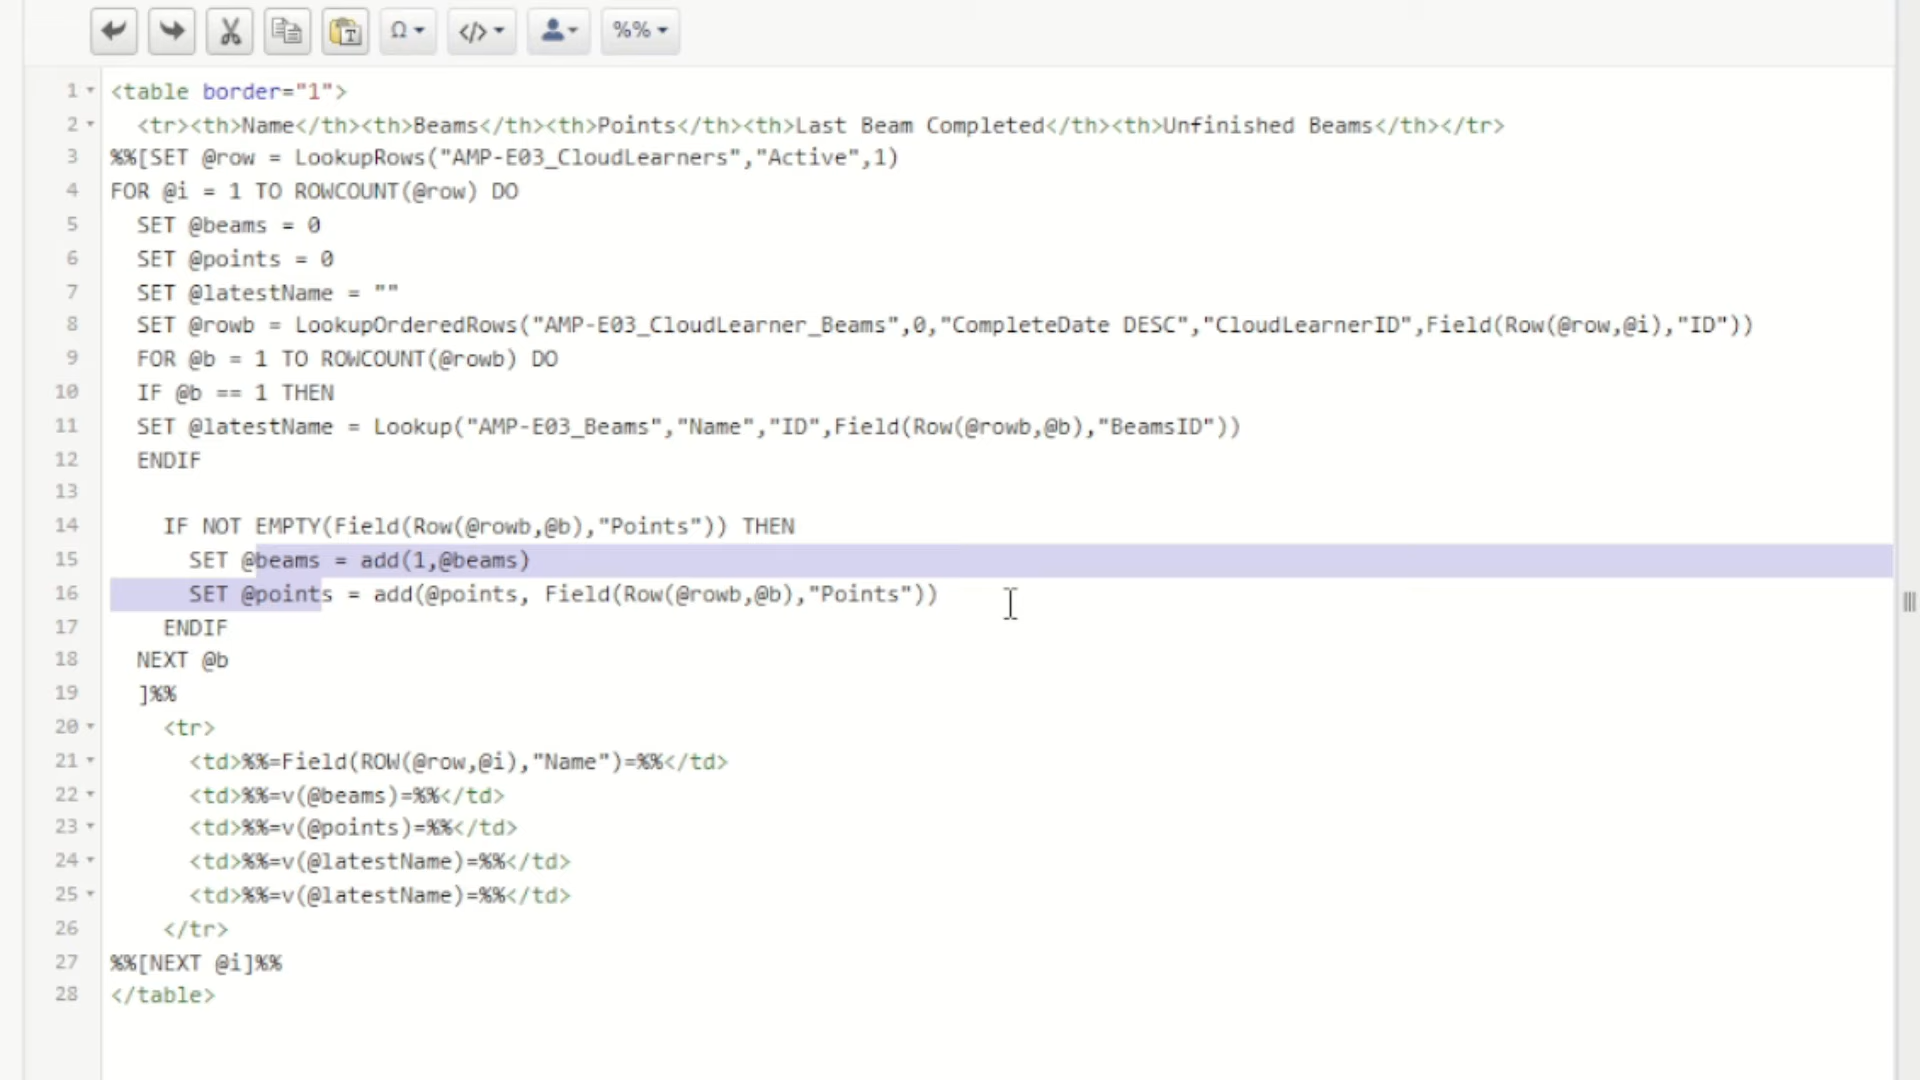 Ω </> %%
1 <table border="1">
2 <tr><th>Name</th><th>Beams</th><th>Points</th><th>Last Beam Completed</th><th>Unfinished Beams</th></tr>
3 %%[SET @row = LookupRows("AMP-E03_CloudLearners","Active",1)
4 FOR @i = 1 TO ROWCOUNT(@row) DO
5 SET @beams = 0
6 SET @points = 0
7 SET @latestName = ""
8 SET @rowb = LookupOrderedRows("AMP-E03_CloudLearner_Beams",0,"CompleteDate DESC","CloudLearnerID",Field(Row(@row,@i),"ID"))
9 FOR @b = 1 TO ROWCOUNT(@rowb) DO
10 IF @b == 1 THEN
11 SET @latestName = Lookup("AMP-E03_Beams","Name","ID",Field(Row(@rowb,@b),"BeamsID"))
12 ENDIF
13
14 IF NOT EMPTY(Field(Row(@rowb,@b),"Points")) THEN
15 SET @beams = add(1,@beams)
16 SET @points = add(@points, Field(Row(@rowb,@b),"Points"))
17 ENDIF
18 NEXT @b
19 ]%%
20 <tr>
21 <td>%%=Field(ROW(@row,@i),"Name")=%%</td>
22 <td>%%=v(@beams)=%%</td>
23 <td>%%=v(@points)=%%</td>
24 <td>%%=v(@latestName)=%%</td>
25 <td>%%=v(@latestName)=%%</td>
26 </tr>
27 %%[NEXT @i]%%
28 </table>